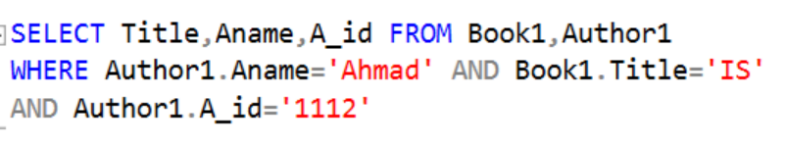 SELECT Title,Aname,A_id FROM Book1,Author1
WHERE Author1.Aname='Ahmad' AND Book1.Title='IS'
AND Author1.A_id='1112'